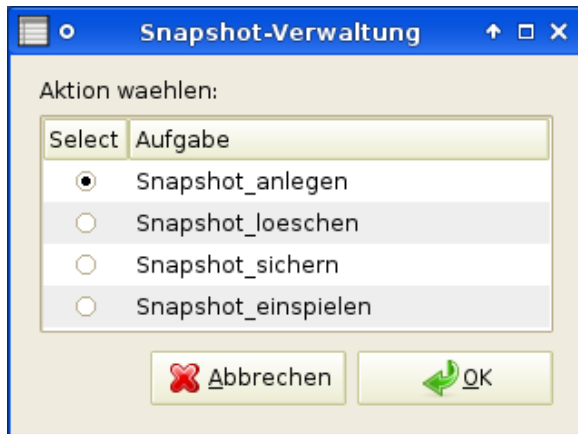 Snapshot-Verwaltung
Aktion waehlen:
Select Aufgabe
Snapshot_anlegen
Snapshot_loeschen
Snapshot_sichern
Snapshot_einspielen
Abbrechen OK